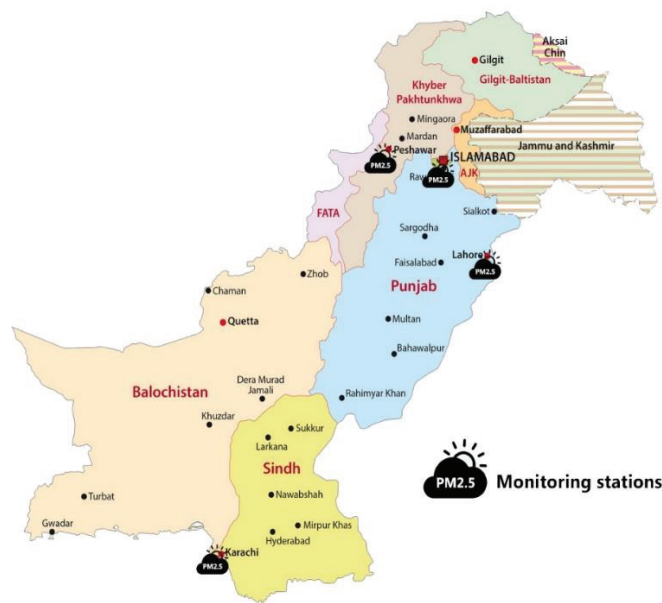 Aksai
Chin
Gilgit
Gilgit-Baltistan
Khyber
Pakhtunkhwa
Mingaora
Muzaffarabad
Mardan
Peshawar
PM2.5
ISLAMABAD
Jammu and Kashmir
PM2.5
AJK
FATA
Sialkot
Sargodha
Lahore
Zhob
Faisalabad
PM2.5
Chaman
Punjab
Quetta
Multan
Bahawalpur
Balochistan
Dera Murad
Jamali
Rahimyar Khan
Khuzdar
Sukkur
Larkana
Sindh
PM2.5 Monitoring stations
Turbat
Nawabshah
Gwadar
Mirpur Khas
Hyderabad
Karachi
PM2.5